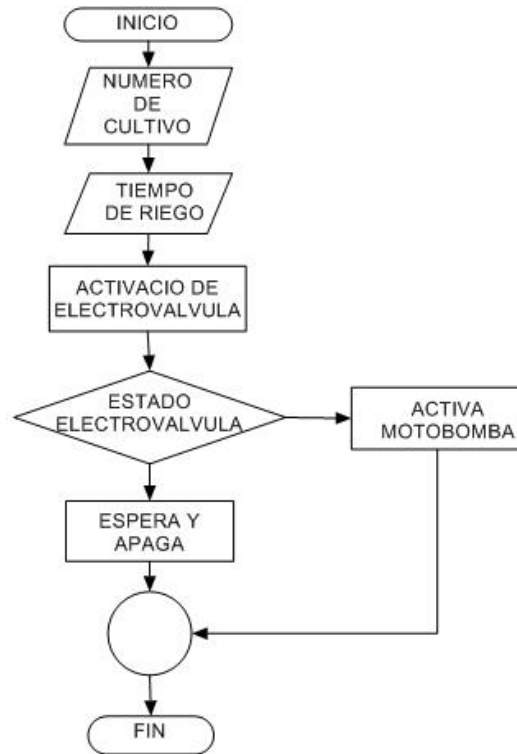 INICIO
NUMERO
DE
CULTIVO
TIEMPO
DE RIEGO
ACTIVACIO DE
ELECTROVALVULA
ESTADO
ELECTROVALVULA
ACTIVA
MOTOBOMBA
ESPERA Y
APAGA
FIN